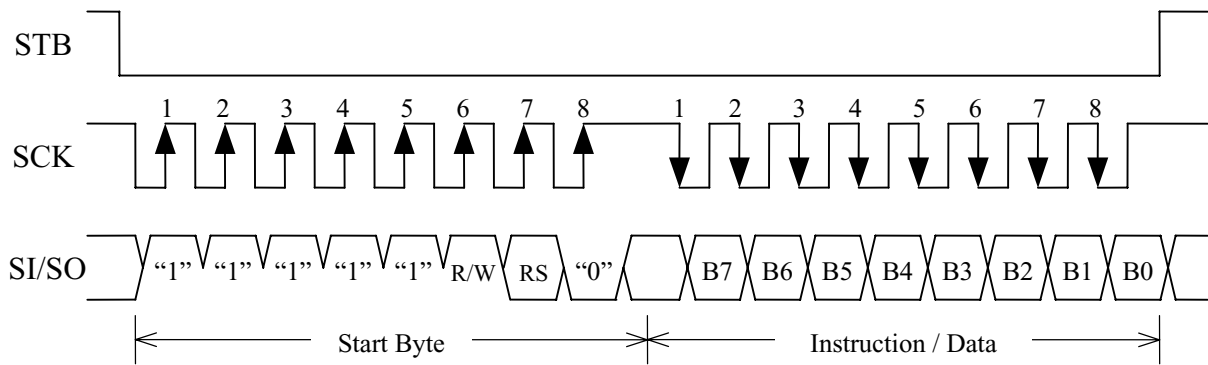 STB
1 2 3 4 5 6 7 8 1 2 3 4 5 6 7 8
SCK
SI/SO “1” “1” “1” “1” “1” R/W RS “0” B7 B6 B5 B4 B3 B2 B1 B0
Start Byte Instruction / Data